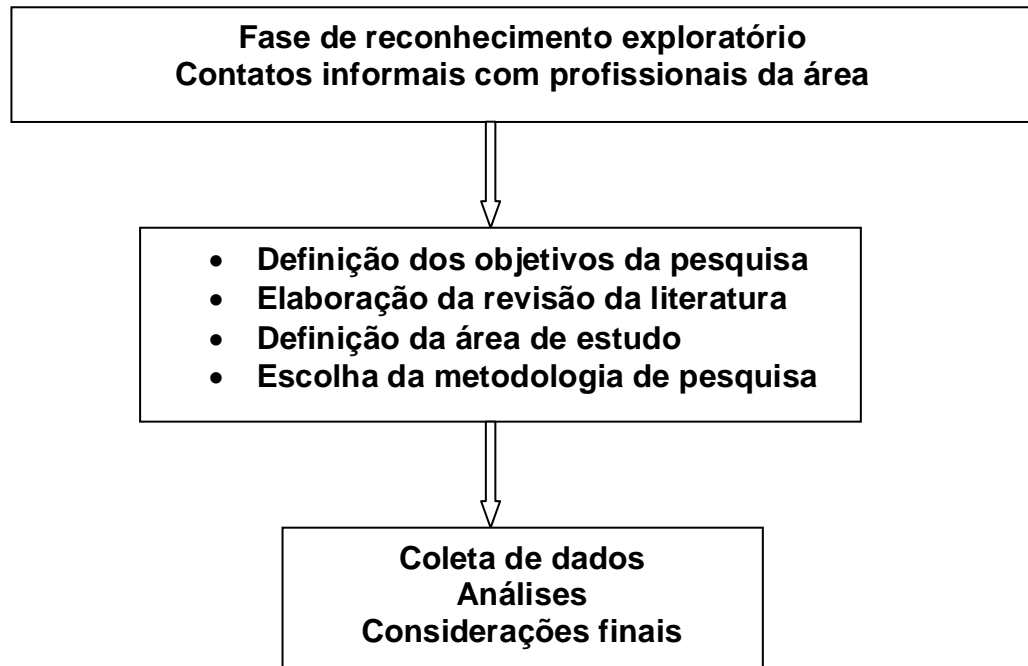 Fase de reconhecimento exploratório
Contatos informais com profissionais da área
• Definição dos objetivos da pesquisa
• Elaboração da revisão da literatura
• Definição da área de estudo
• Escolha da metodologia de pesquisa
Coleta de dados
Análises
Considerações finais